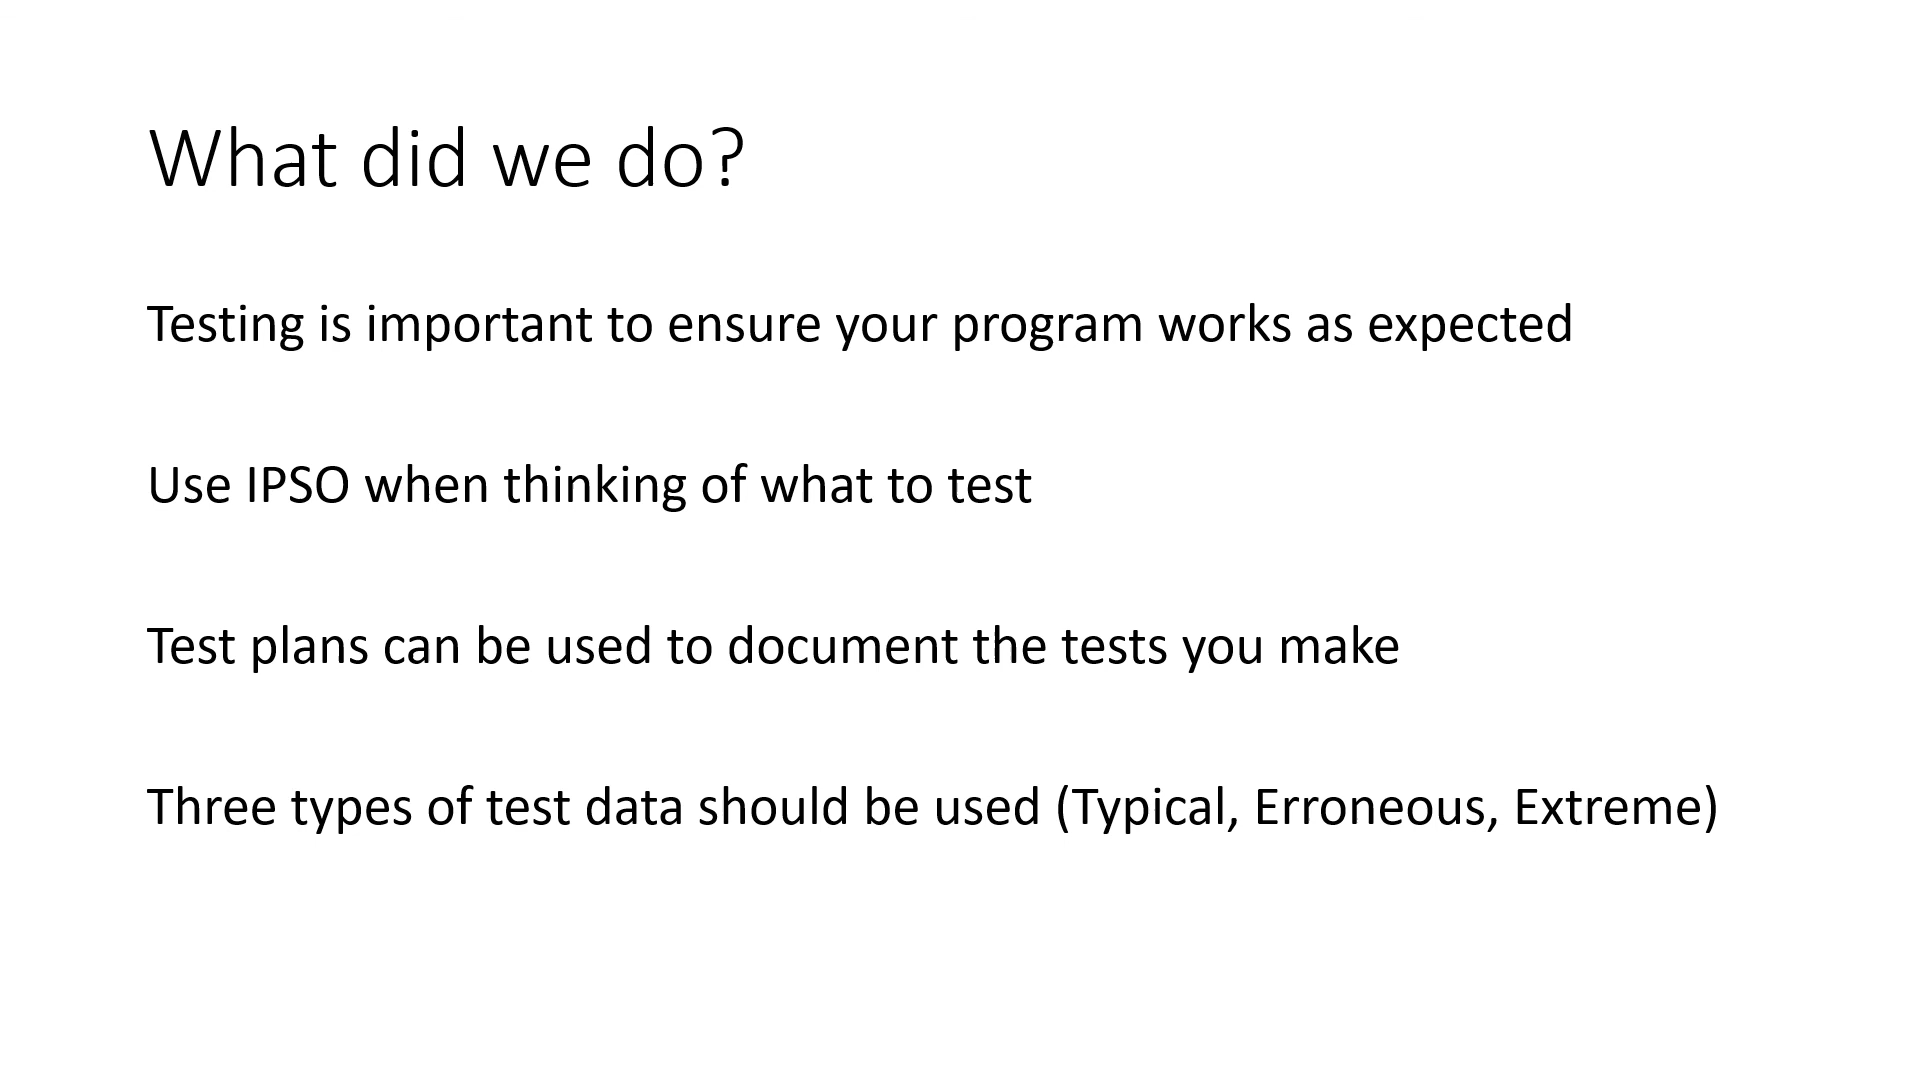 What did we do?
Testing is important to ensure your program works as expected
Use IPSO when thinking of what to test
Test plans can be used to document the tests you make
Three types of test data should be used (Typical, Erroneous, Extreme)